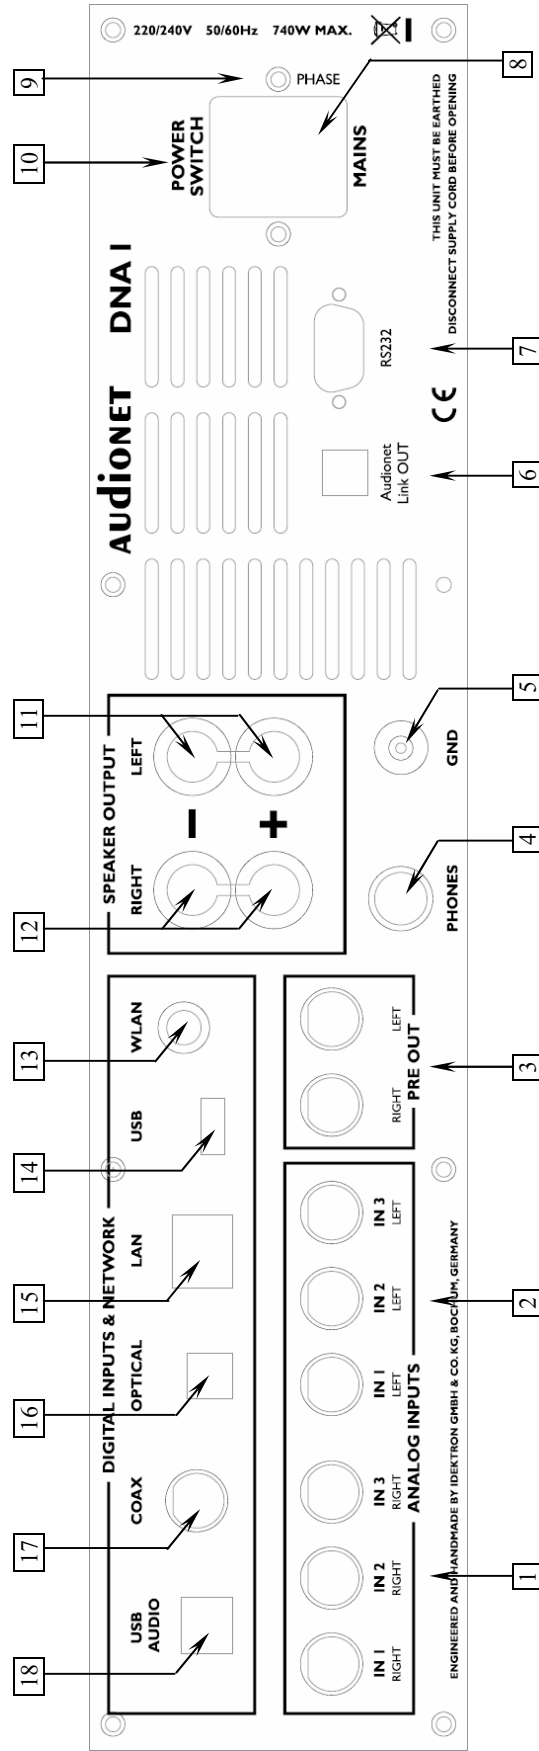 18
17
16
15
14
13
12
11
10
9
DIGITAL INPUTS & NETWORK
USB
AUDIO
COAX
OPTICAL
LAN
USB
WLAN
SPEAKER OUTPUT
RIGHT
LEFT
−
+
AUdIONET DNA I
POWER
SWITCH
220/240V 50/60Hz 740W MAX.
PHASE
MAINS
IN 1
RIGHT
IN 2
RIGHT
IN 3
RIGHT
IN 1
LEFT
IN 2
LEFT
IN 3
LEFT
ANALOG INPUTS
RIGHT
LEFT
PRE OUT
PHONES
GND
Audionet
Link OUT
RS232
ENGINEERED AND HANDMADE BY IDEKTRON GMBH & CO. KG, BOCHUM, GERMANY
CE
THIS UNIT MUST BE EARTHED
DISCONNECT SUPPLY CORD BEFORE OPENING
1
2
3
4
5
6
7
8